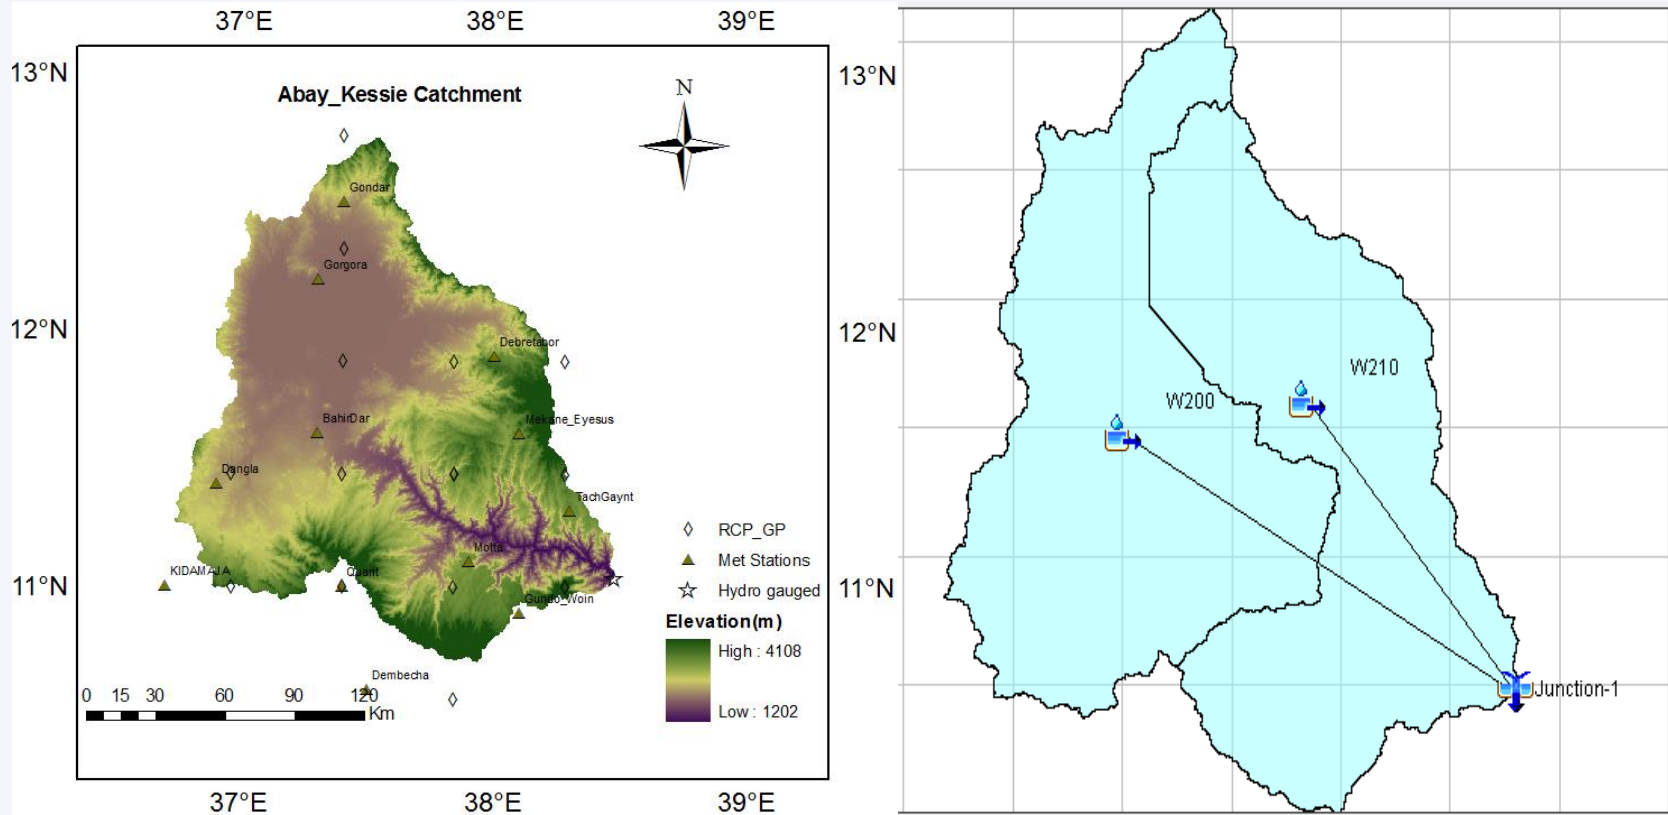 37°E 38°E 39°E
13°N
Abay_Kessie Catchment
N
Gondar
Gorgora
12°N
Debretabor
BahirDar
Mekane_Eyesus
Dangla
TachGaynt
Motta
11°N
KIDAMAJA
Quarit
Gundo_Woin
Dembecha
RCP_GP
Met Stations
Hydro gauged
Elevation(m)
High : 4108
Low : 1202
0 15 30 60 90 120
Km
37°E 38°E 39°E
13°N
12°N
11°N
W210
W200
Junction-1